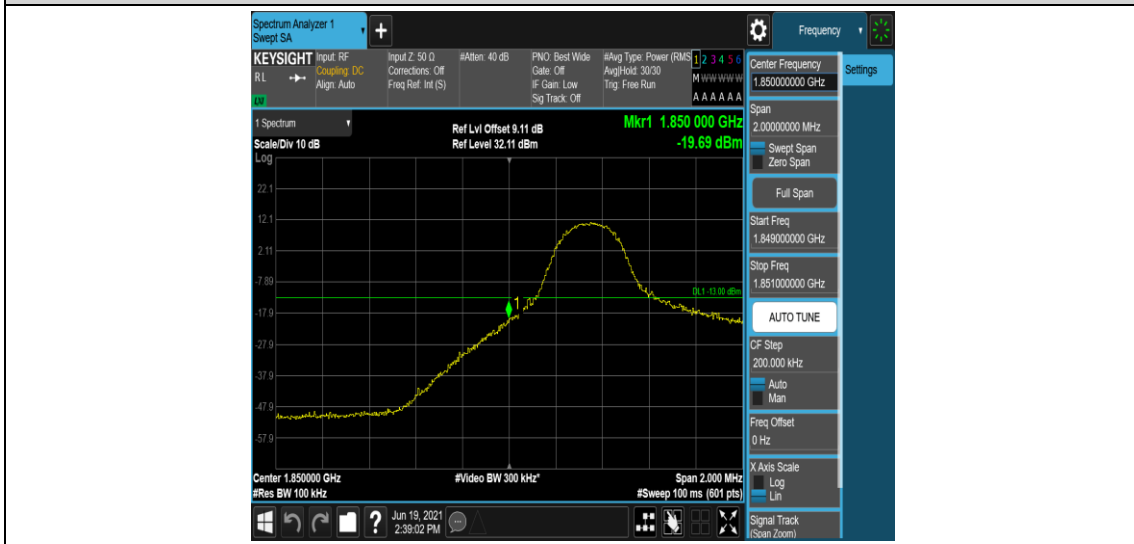 Spectrum Analyzer 1
Swept SA
+
Frequency
KEYSIGHT
RL
LXI
Input: RF
Coupling: DC
Align: Auto
Input Z: 50 Ω
Corrections: Off
Freq Ref: Int (S)
#Atten: 40 dB
PNO: Best Wide
Gate: Off
IF Gain: Low
Sig Track: Off
#Avg Type: Power (RMS
Avg|Hold: 30/30
Trig: Free Run
1 2 3 4 5 6
M W W W W W
A A A A A A
1 Spectrum
Scale/Div 10 dB
Log
Ref Lvl Offset 9.11 dB
Ref Level 32.11 dBm
Mkr1 1.850 000 GHz
-19.69 dBm
22.1
12.1
2.11
-7.89
-17.9
-27.9
-37.9
-47.9
-57.9
1
DL1 -13.00 dBm
Center 1.850000 GHz
#Res BW 100 kHz
#Video BW 300 kHz*
Span 2.000 MHz
#Sweep 100 ms (601 pts)
Center Frequency
1.850000000 GHz
Settings
Span
2.00000000 MHz
Swept Span
Zero Span
Full Span
Start Freq
1.849000000 GHz
Stop Freq
1.851000000 GHz
AUTO TUNE
CF Step
200.000 kHz
Auto
Man
Freq Offset
0 Hz
X Axis Scale
Log
Lin
Signal Track
(Span Zoom)
?
Jun 19, 2021
2:39:02 PM